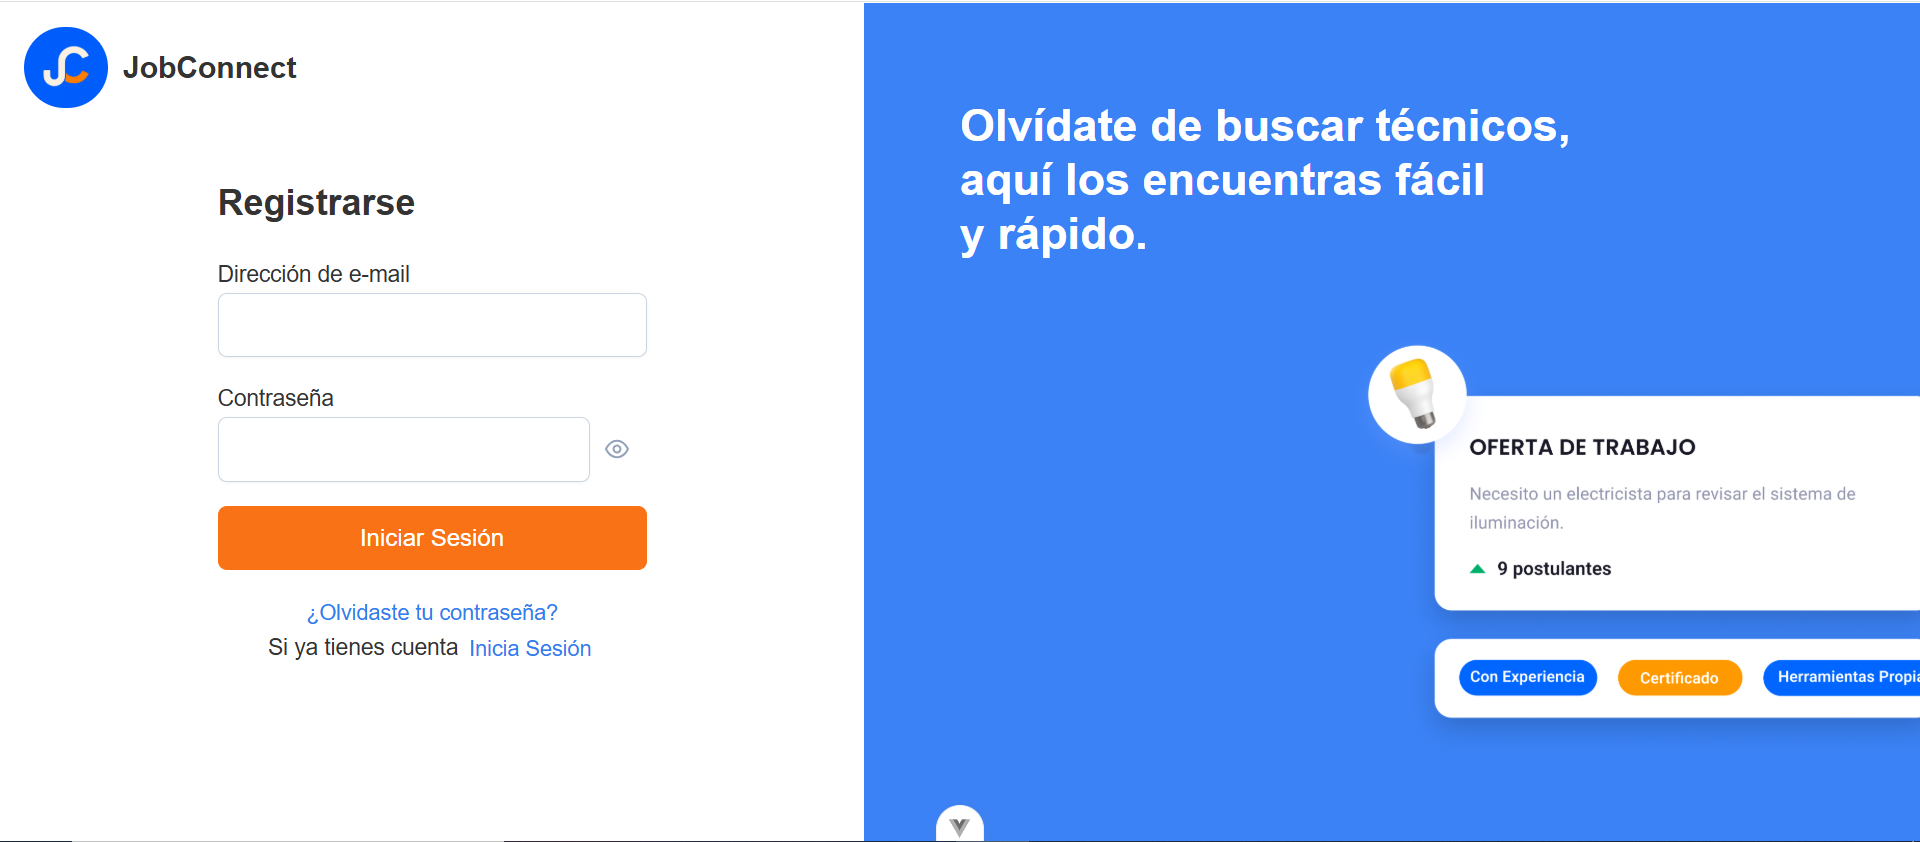 JobConnect
Registrarse
Dirección de e-mail
Contraseña
Iniciar Sesión
¿Olvidaste tu contraseña?
Si ya tienes cuenta Inicia Sesión
Olvídate de buscar técnicos,
aquí los encuentras fácil
y rápido.
OFERTA DE TRABAJO
Necesito un electricista para revisar el sistema de
iluminación.
9 postulantes
Con Experiencia Certificado Herramientas Propia